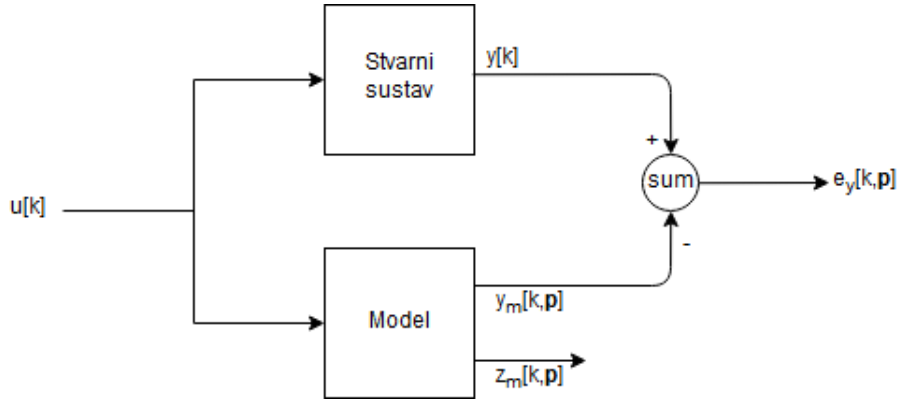 Stvarni
sustav
y[k]
+
sum
e_y[k,p]
u[k]
-
Model
y_m[k,p]
z_m[k,p]